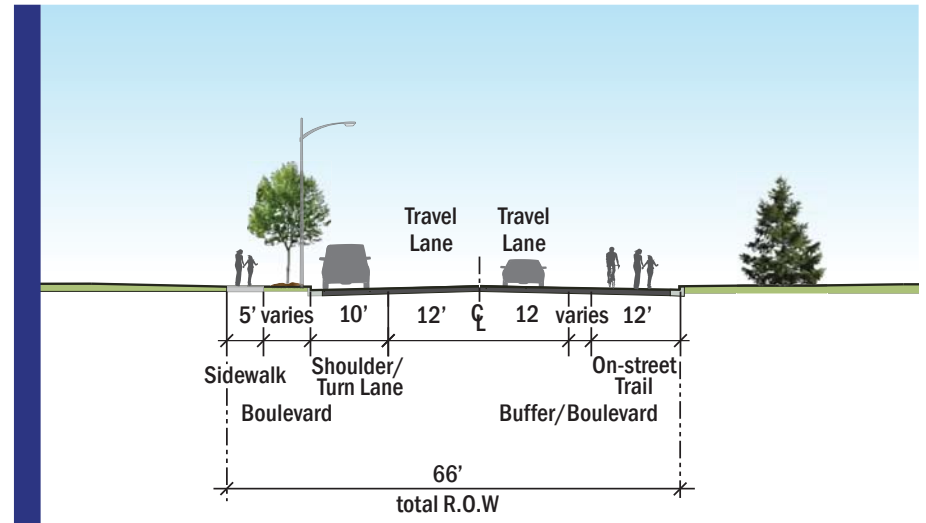 Travel
Lane
Travel
Lane
5' varies 10' 12' ℄ 12 varies 12'
Sidewalk
Boulevard
Shoulder/
Turn Lane
On-street
Trail
Buffer/Boulevard
66'
total R.O.W